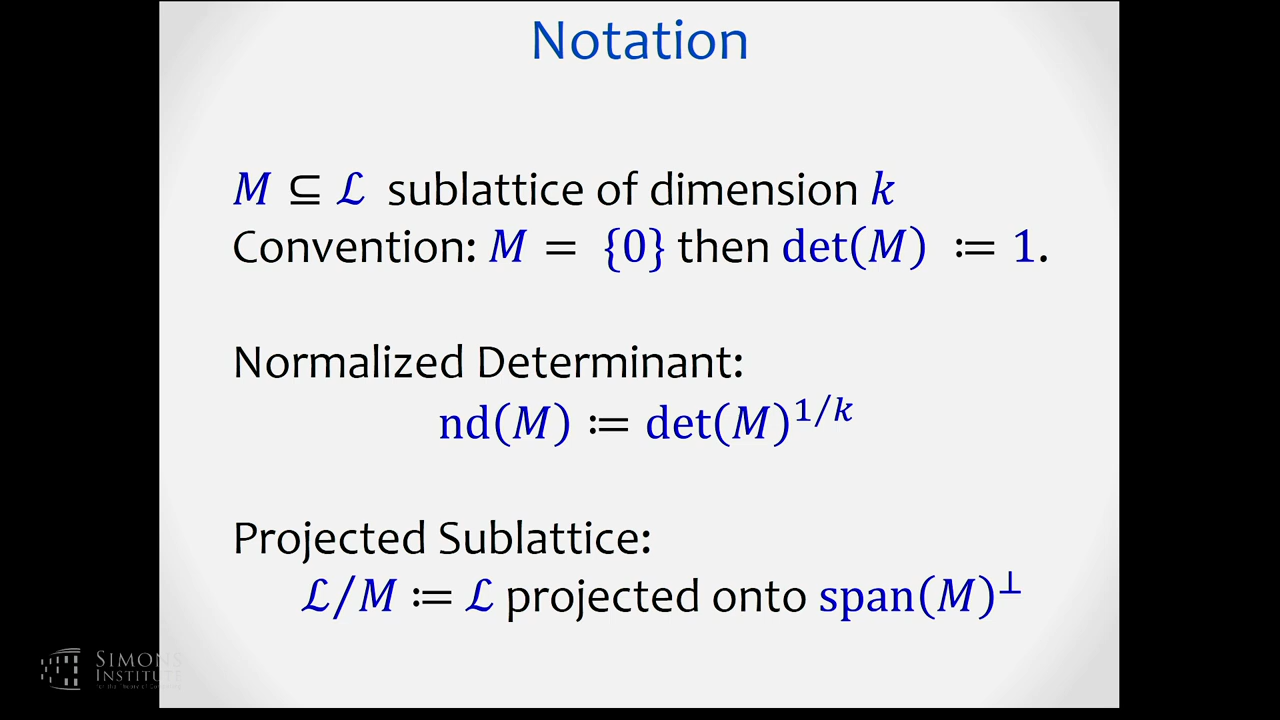 Notation
M ⊆ ℒ sublattice of dimension k
Convention: M = {0} then det(M) ≔ 1.
Normalized Determinant:
nd(M) ≔ det(M)^{1/k}
Projected Sublattice:
ℒ/M ≔ ℒ projected onto span(M)^⊥
SIMONS
INSTITUTE